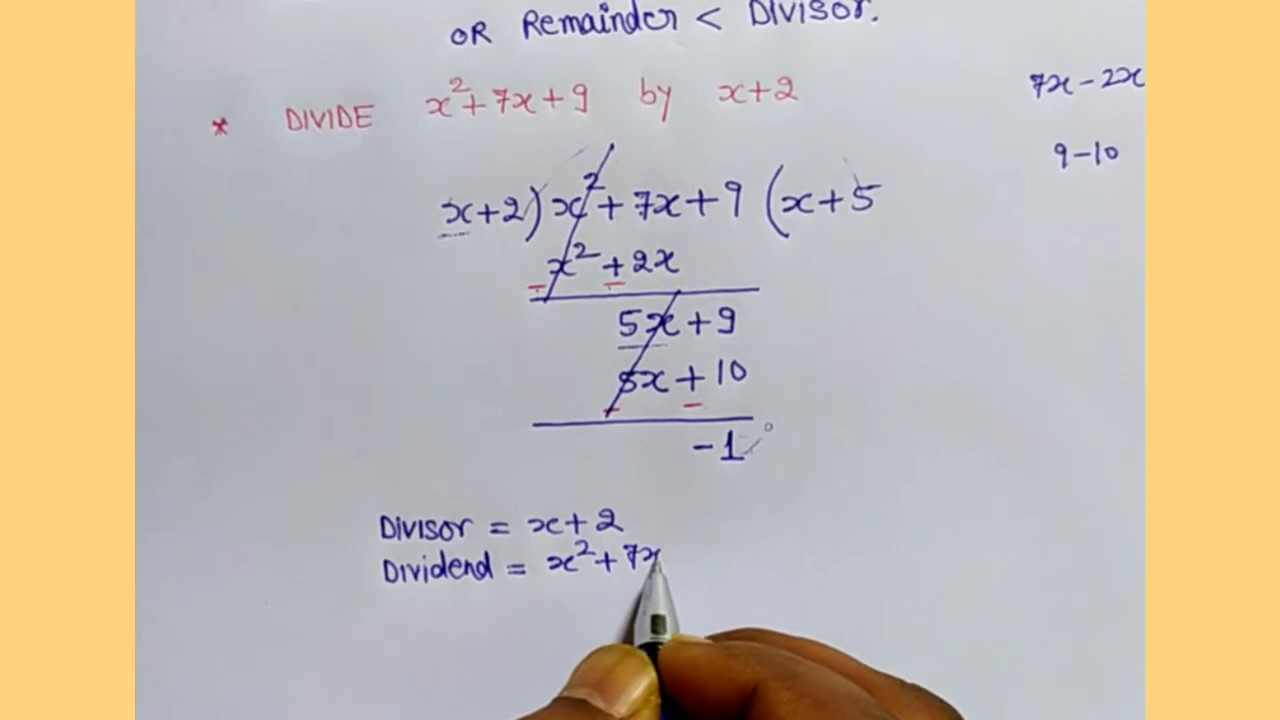 OR Remainder < Divisor.
* DIVIDE x²+7x+9 by x+2
7x-2x
9-10
x+2)x²+7x+9(x+5
x²+2x
- -
5x+9
5x+10
- -
-1
Divisor = x+2
Dividend = x²+7x